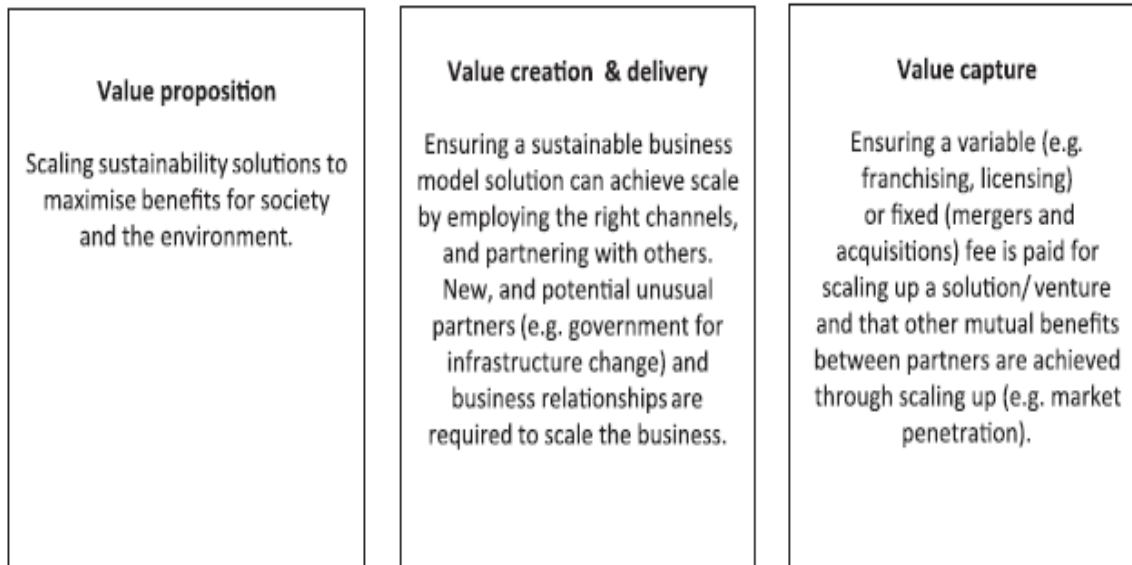 Value proposition
Scaling sustainability solutions to
maximise benefits for society
and the environment.
Value creation & delivery
Ensuring a sustainable business
model solution can achieve scale
by employing the right channels,
and partnering with others.
New, and potential unusual
partners (e.g. government for
infrastructure change) and
business relationships are
required to scale the business.
Value capture
Ensuring a variable (e.g.
franchising, licensing)
or fixed (mergers and
acquisitions) fee is paid for
scaling up a solution/venture
and that other mutual benefits
between partners are achieved
through scaling up (e.g. market
penetration).